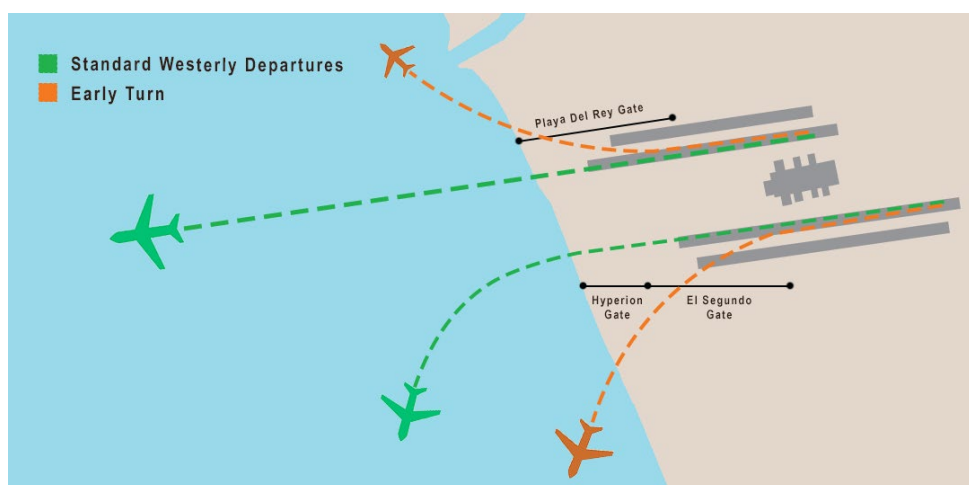 Standard Westerly Departures
Early Turn
Playa Del Rey Gate
Hyperion
Gate
El Segundo
Gate